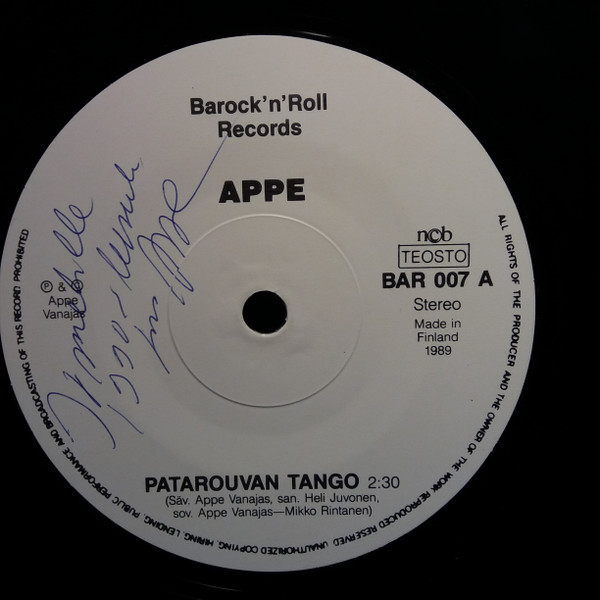 Barock'n'Roll
Records
APPE
ncb
TEOSTO
BAR 007 A
Stereo
Made in
Finland
1989
Ⓟ & ©
Appe
Vanajas
PATAROUVAN TANGO 2:30
(Säv. Appe Vanajas, san. Heli Juvonen,
sov. Appe Vanajas—Mikko Rintanen)
ALL RIGHTS OF THE PRODUCER AND THE OWNER OF THE WORK REPRODUCED RESERVED UNAUTHORIZED COPYING, HIRING, LENDING, PUBLIC PERFORMANCE AND BROADCASTING OF THIS RECORD PROHIBITED